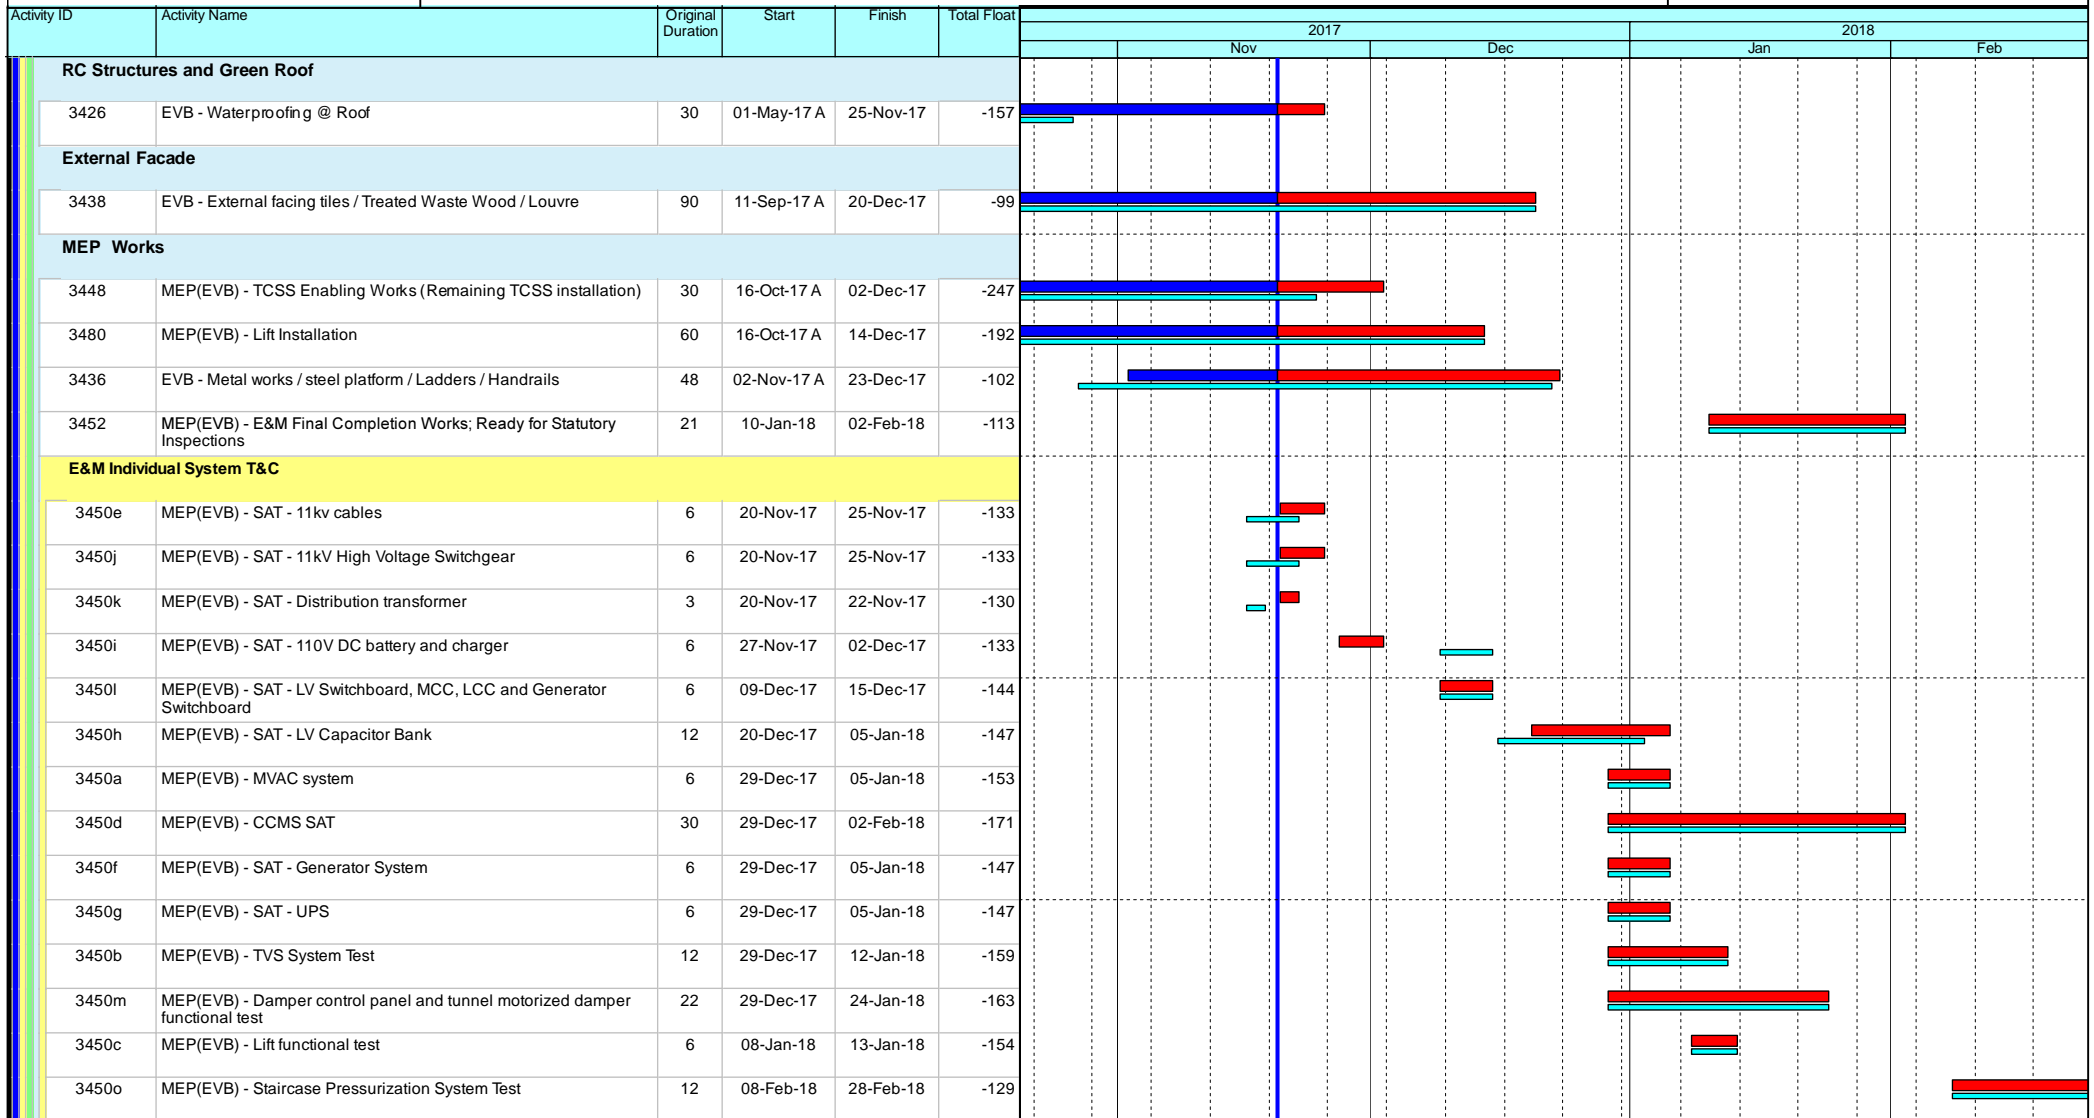 Activity ID Activity Name Original Duration Start Finish Total Float
2017 2018
Nov Dec Jan Feb
RC Structures and Green Roof
3426 EVB - Waterproofing @ Roof 30 01-May-17 A 25-Nov-17 -157
External Facade
3438 EVB - External facing tiles / Treated Waste Wood / Louvre 90 11-Sep-17 A 20-Dec-17 -99
MEP Works
3448 MEP(EVB) - TCSS Enabling Works (Remaining TCSS installation) 30 16-Oct-17 A 02-Dec-17 -247
3480 MEP(EVB) - Lift Installation 60 16-Oct-17 A 14-Dec-17 -192
3436 EVB - Metal works / steel platform / Ladders / Handrails 48 02-Nov-17 A 23-Dec-17 -102
3452 MEP(EVB) - E&M Final Completion Works; Ready for Statutory 21 10-Jan-18 02-Feb-18 -113
Inspections
E&M Individual System T&C
3450e MEP(EVB) - SAT - 11kv cables 6 20-Nov-17 25-Nov-17 -133
3450j MEP(EVB) - SAT - 11kV High Voltage Switchgear 6 20-Nov-17 25-Nov-17 -133
3450k MEP(EVB) - SAT - Distribution transformer 3 20-Nov-17 22-Nov-17 -130
3450i MEP(EVB) - SAT - 110V DC battery and charger 6 27-Nov-17 02-Dec-17 -133
3450l MEP(EVB) - SAT - LV Switchboard, MCC, LCC and Generator 6 09-Dec-17 15-Dec-17 -144
Switchboard
3450h MEP(EVB) - SAT - LV Capacitor Bank 12 20-Dec-17 05-Jan-18 -147
3450a MEP(EVB) - MVAC system 6 29-Dec-17 05-Jan-18 -153
3450d MEP(EVB) - CCMS SAT 30 29-Dec-17 02-Feb-18 -171
3450f MEP(EVB) - SAT - Generator System 6 29-Dec-17 05-Jan-18 -147
3450g MEP(EVB) - SAT - UPS 6 29-Dec-17 05-Jan-18 -147
3450b MEP(EVB) - TVS System Test 12 29-Dec-17 12-Jan-18 -159
3450m MEP(EVB) - Damper control panel and tunnel motorized damper 22 29-Dec-17 24-Jan-18 -163
functional test
3450c MEP(EVB) - Lift functional test 6 08-Jan-18 13-Jan-18 -154
3450o MEP(EVB) - Staircase Pressurization System Test 12 08-Feb-18 28-Feb-18 -129